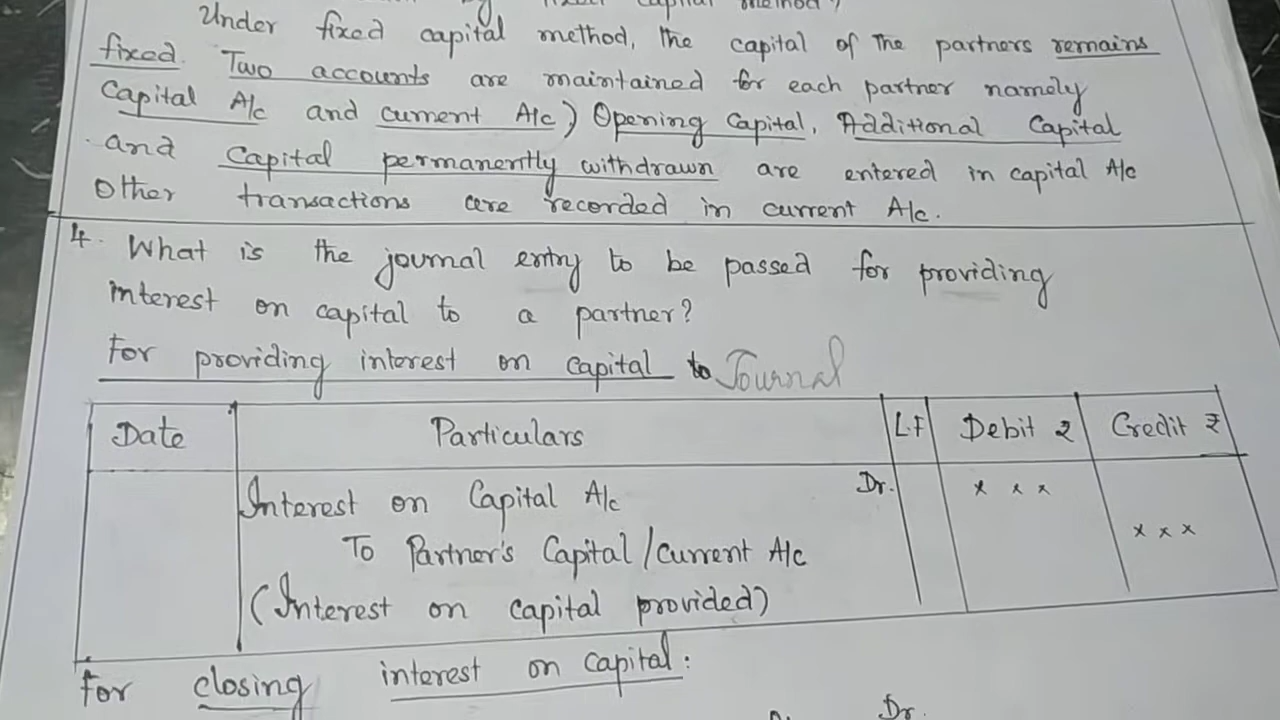 by fixed capital method?
Under fixed capital method, the capital of the partners remains
fixed. Two accounts are maintained for each partner namely
Capital A/c and current A/c) Opening Capital, Additional Capital
and Capital permanently withdrawn are entered in capital A/c
Other transactions are recorded in current A/c.
4. What is the journal entry to be passed for providing
interest on capital to a partner?
For providing interest on capital to Journal
Date Particulars L.F Debit ₹ Credit ₹
Interest on Capital A/c Dr. x x x
To Partner's Capital/Current A/c x x x
(Interest on capital provided)
For closing interest on capital:
Dr.